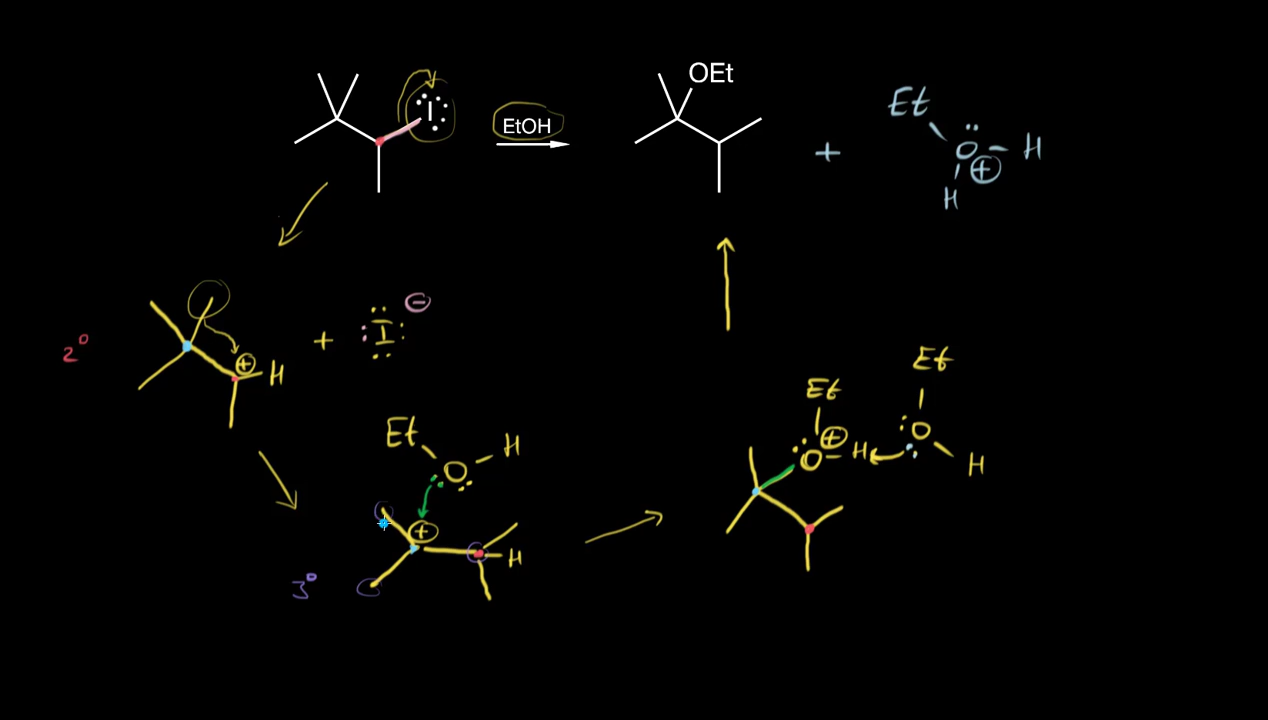 I EtOH OEt + Et O H
⊕
H
2° ⊕ H + I ⊖
Et O H
⊕
3° H
Et Et
⊕
O H O H